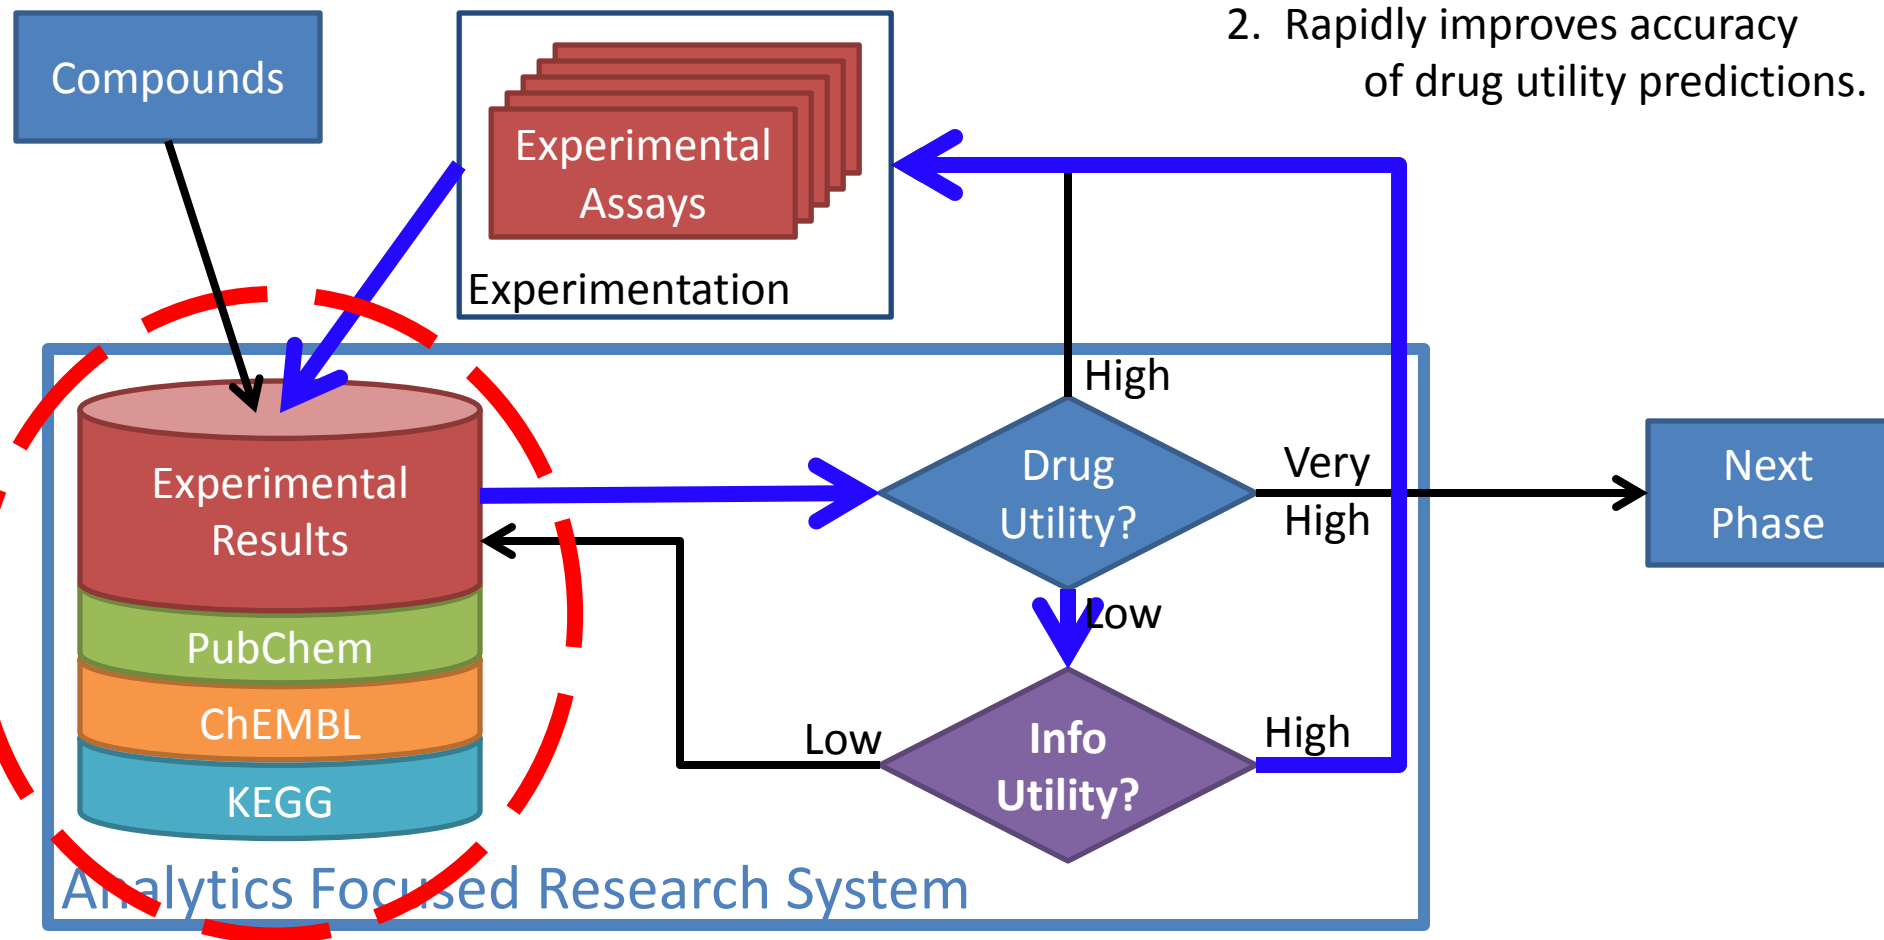 2. Rapidly improves accuracy
of drug utility predictions.
Compounds
Experimental
Assays
Experimentation
High
Experimental
Results
Drug
Utility?
Very
High
Next
Phase
Low
PubChem
ChEMBL
KEGG
Low
Info
Utility?
High
Analytics Focused Research System